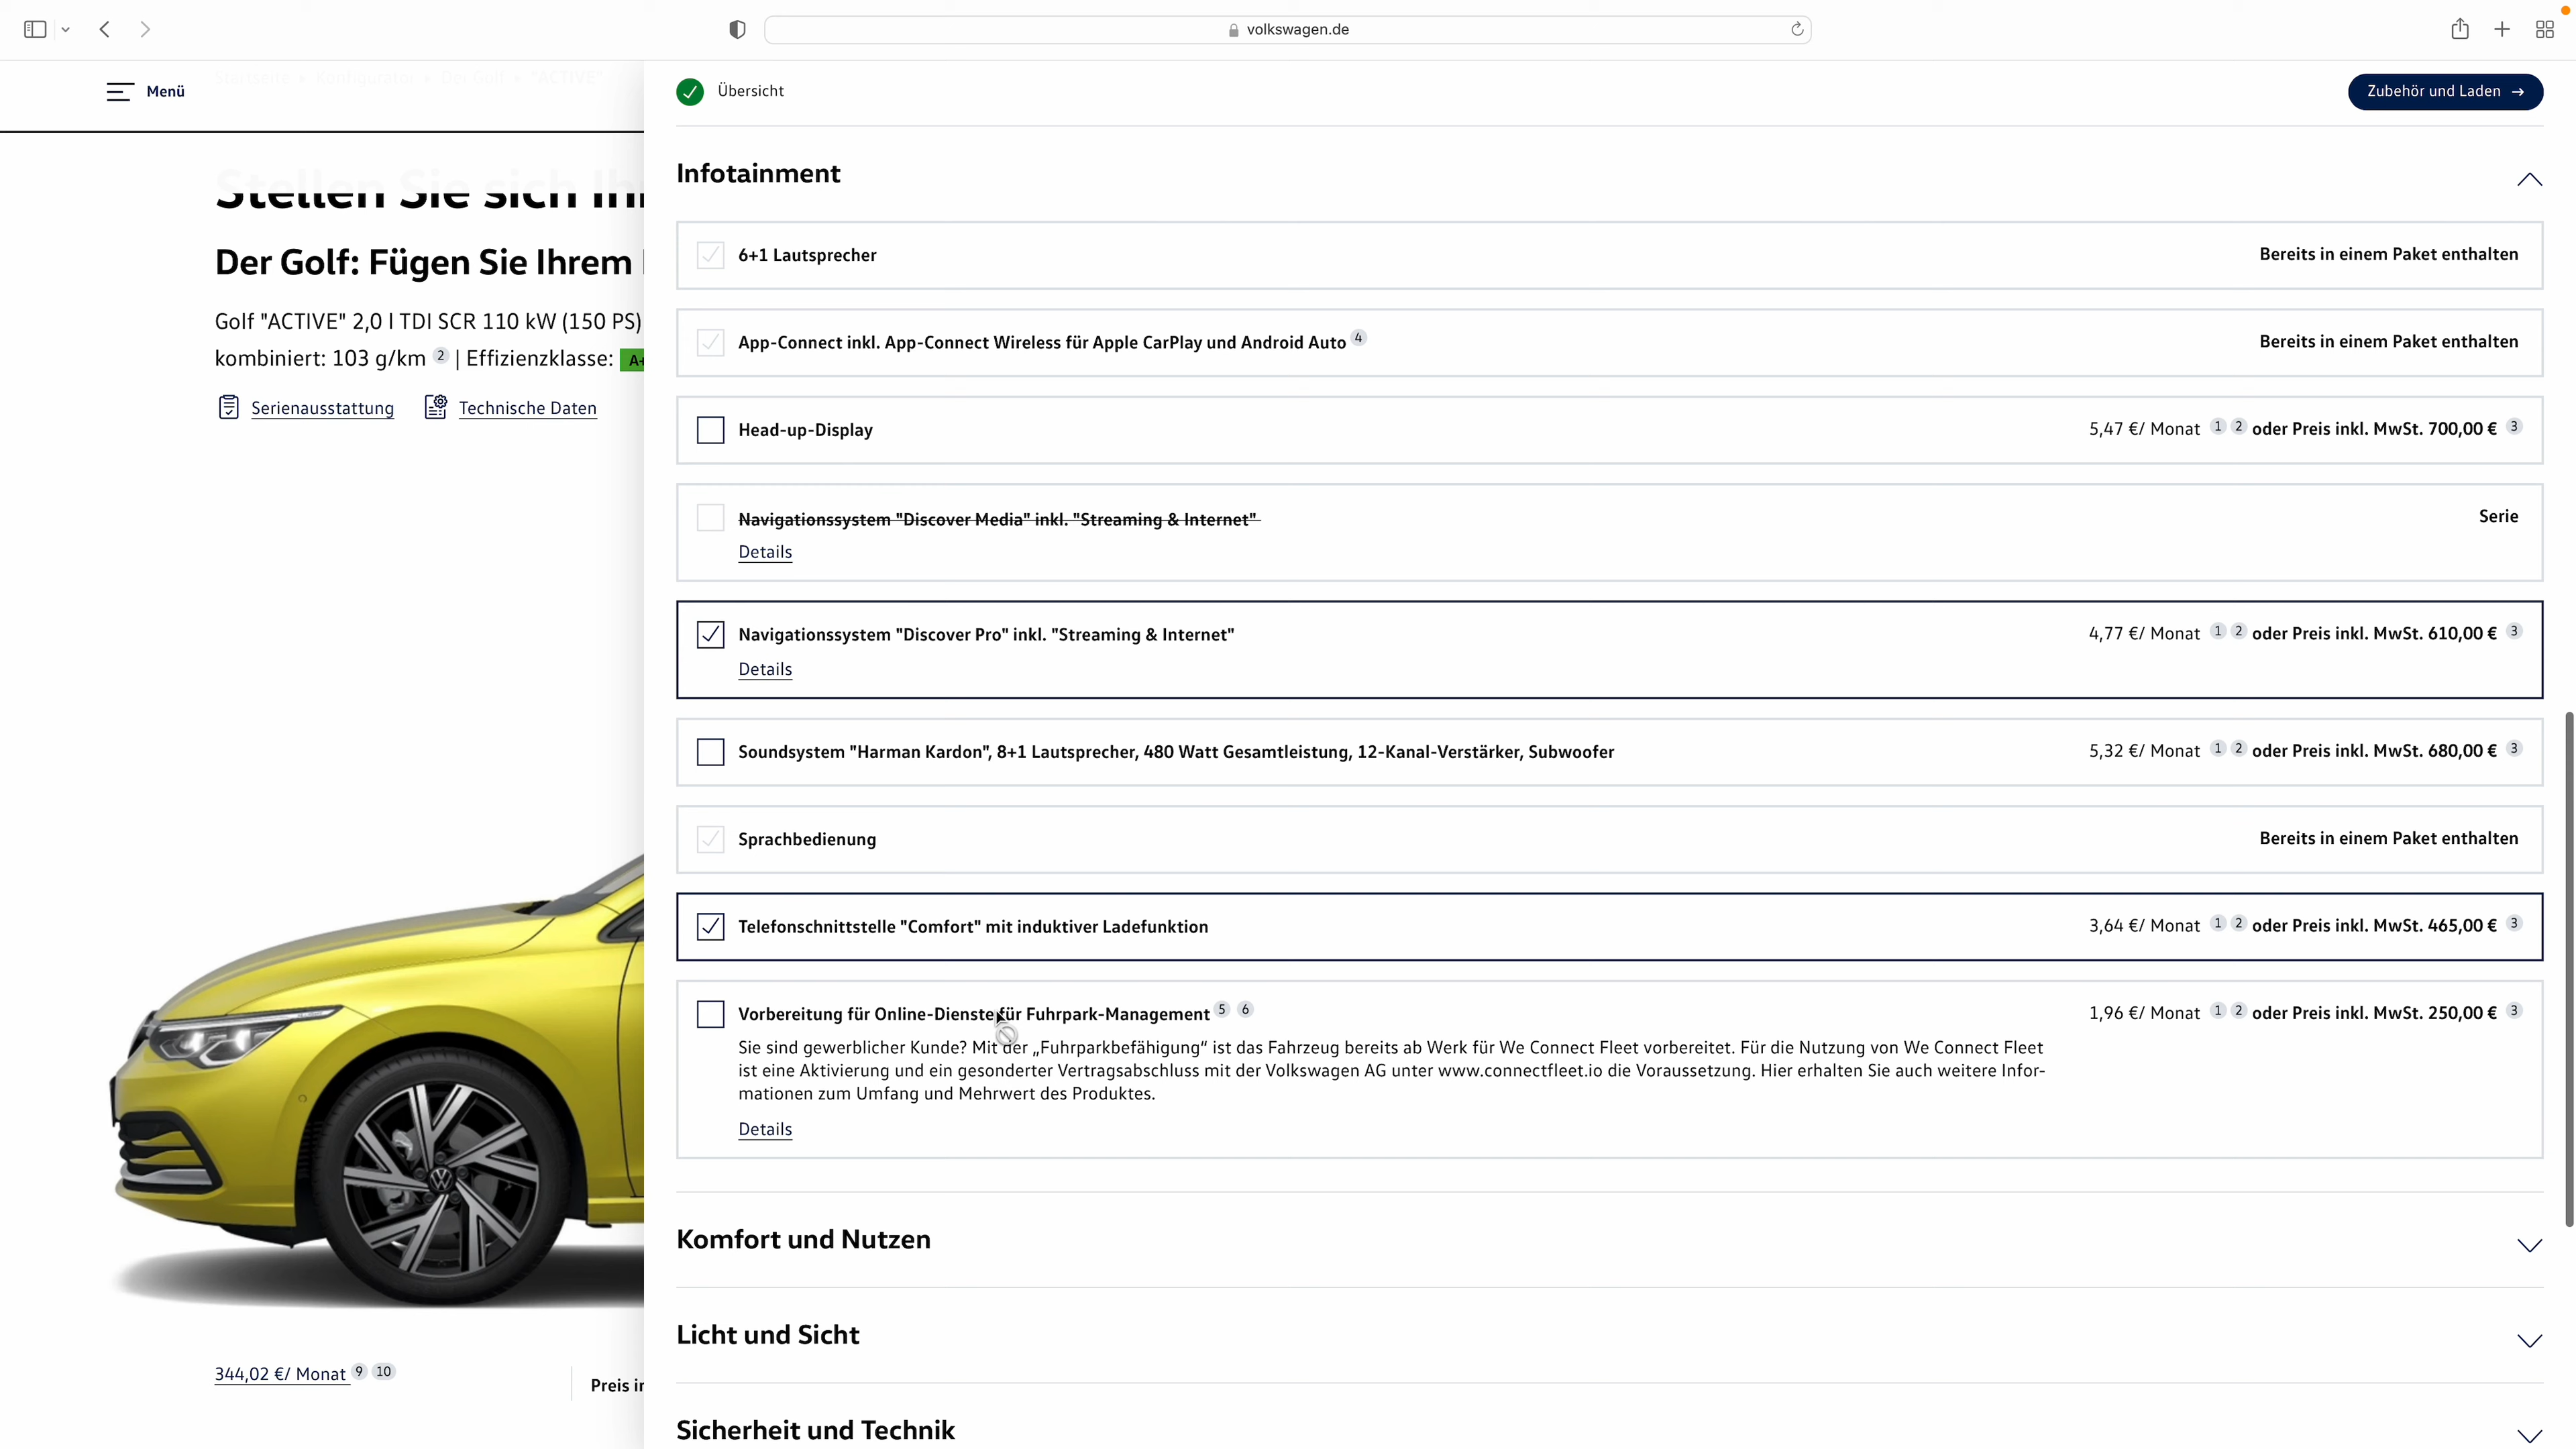 volkswagen.de
Menü
Startseite • Konfigurator • Der Golf • "ACTIVE"
Stellen Sie sich Ihr
Der Golf: Fügen Sie Ihrem
Golf "ACTIVE" 2,0 l TDI SCR 110 kW (150 PS)
kombiniert: 103 g/km 2 | Effizienzklasse: A+
Serienausstattung Technische Daten
344,02 €/ Monat 9 10
Preis in
Übersicht
Zubehör und Laden →
Infotainment
6+1 Lautsprecher Bereits in einem Paket enthalten
App-Connect inkl. App-Connect Wireless für Apple CarPlay und Android Auto 4 Bereits in einem Paket enthalten
Head-up-Display 5,47 €/ Monat 1 2 oder Preis inkl. MwSt. 700,00 € 3
Navigationssystem "Discover Media" inkl. "Streaming & Internet" Serie
Details
Navigationssystem "Discover Pro" inkl. "Streaming & Internet" 4,77 €/ Monat 1 2 oder Preis inkl. MwSt. 610,00 € 3
Details
Soundsystem "Harman Kardon", 8+1 Lautsprecher, 480 Watt Gesamtleistung, 12-Kanal-Verstärker, Subwoofer 5,32 €/ Monat 1 2 oder Preis inkl. MwSt. 680,00 € 3
Sprachbedienung Bereits in einem Paket enthalten
Telefonschnittstelle "Comfort" mit induktiver Ladefunktion 3,64 €/ Monat 1 2 oder Preis inkl. MwSt. 465,00 € 3
Vorbereitung für Online-Dienste für Fuhrpark-Management 5 6 1,96 €/ Monat 1 2 oder Preis inkl. MwSt. 250,00 € 3
Sie sind gewerblicher Kunde? Mit der „Fuhrparkbefähigung“ ist das Fahrzeug bereits ab Werk für We Connect Fleet vorbereitet. Für die Nutzung von We Connect Fleet
ist eine Aktivierung und ein gesonderter Vertragsabschluss mit der Volkswagen AG unter www.connectfleet.io die Voraussetzung. Hier erhalten Sie auch weitere Infor-
mationen zum Umfang und Mehrwert des Produktes.
Details
Komfort und Nutzen
Licht und Sicht
Sicherheit und Technik